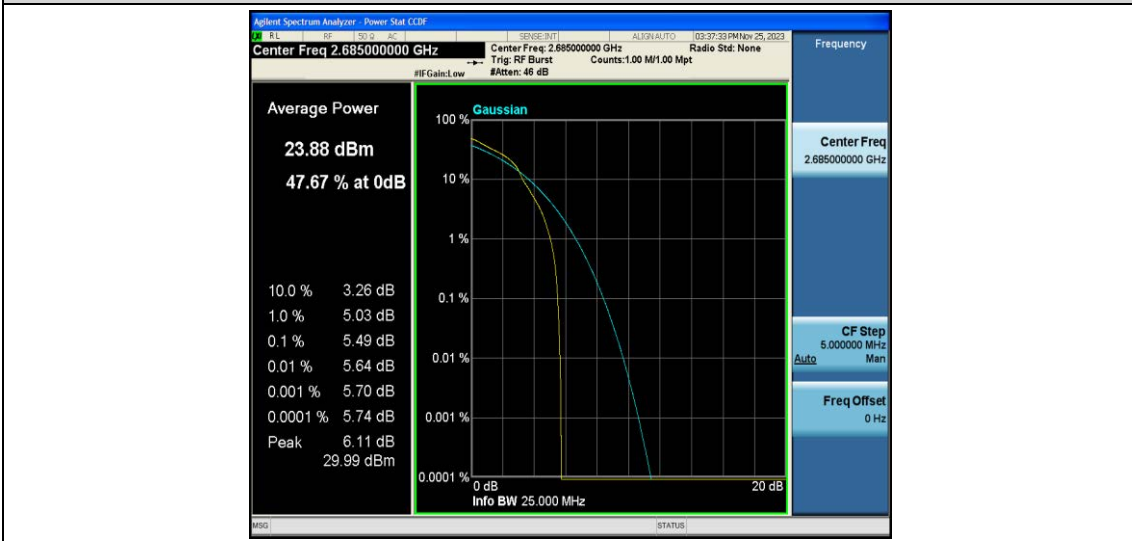 Agilent Spectrum Analyzer - Power Stat CCDF
RL RF 50 Ω AC SENSE:INT ALIGNAUTO 03:37:33 PM Nov 25, 2023
Center Freq 2.685000000 GHz
Center Freq: 2.685000000 GHz Radio Std: None
Trig: RF Burst Counts:1.00 M/1.00 Mpt
#IFGain:Low #Atten: 46 dB
Frequency
Average Power
23.88 dBm
47.67 % at 0dB
10.0 % 3.26 dB
1.0 % 5.03 dB
0.1 % 5.49 dB
0.01 % 5.64 dB
0.001 % 5.70 dB
0.0001 % 5.74 dB
Peak 6.11 dB
29.99 dBm
Gaussian
100 %
10 %
1 %
0.1 %
0.01 %
0.001 %
0.0001 %
0 dB 20 dB
Info BW 25.000 MHz
Center Freq
2.685000000 GHz
CF Step
5.000000 MHz
Auto Man
Freq Offset
0 Hz
MSG STATUS